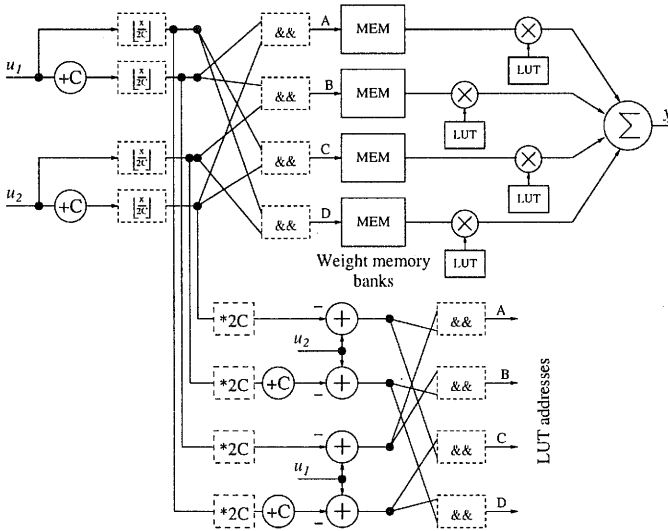 ⌊x/2C⌋ && A MEM × LUT
u1 +C ⌊x/2C⌋ && B MEM × LUT
Σ y
⌊x/2C⌋ && C MEM × LUT
u2 +C ⌊x/2C⌋ && D MEM × LUT
Weight memory
banks
*2C − + && A
u2
*2C +C − + && B
LUT addresses
*2C − + && C
u1
*2C +C − + && D